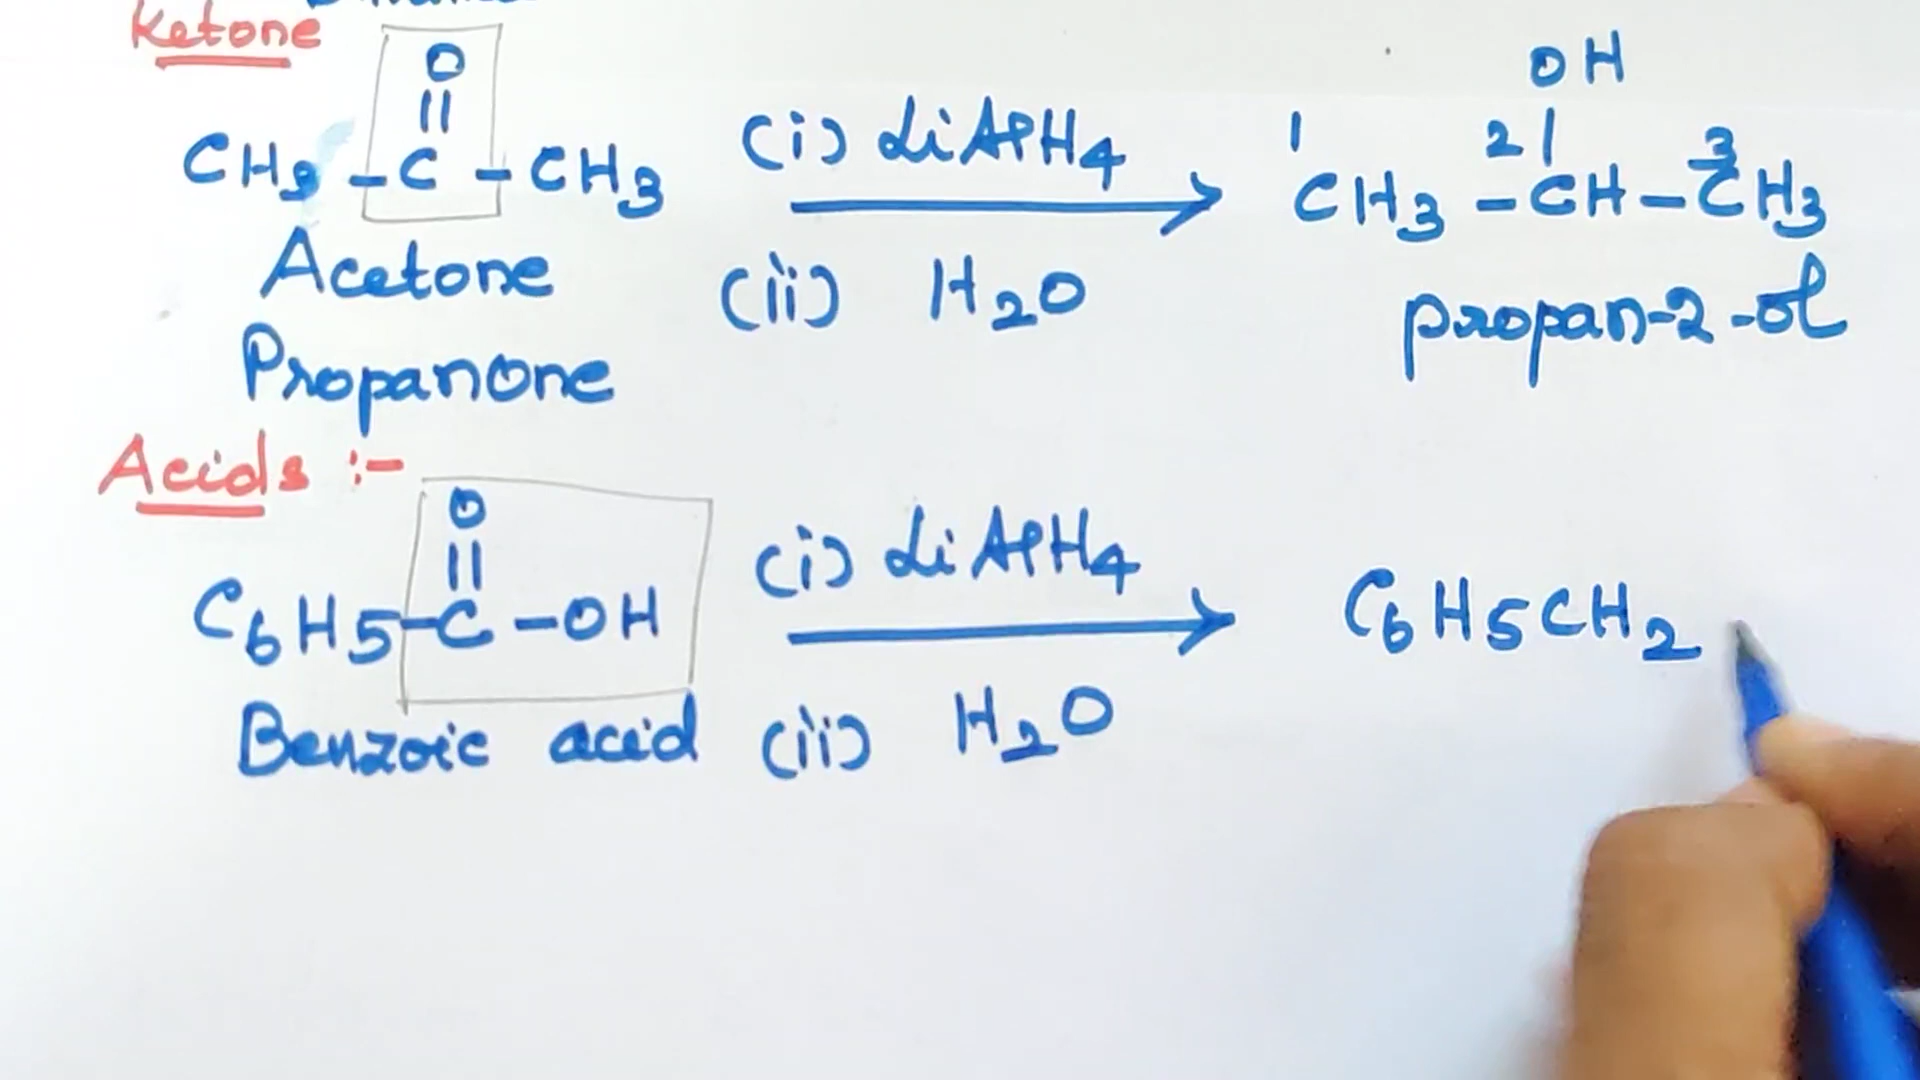 Ketone
O
||
CH3 - C - CH3 (i) LiAlH4 CH3 - CH - CH3
OH
1 2 3
Acetone (ii) H2O propan-2-ol
Propanone
Acids :-
O
||
C6H5 - C - OH (i) LiAlH4 C6H5CH2
Benzoic acid (ii) H2O